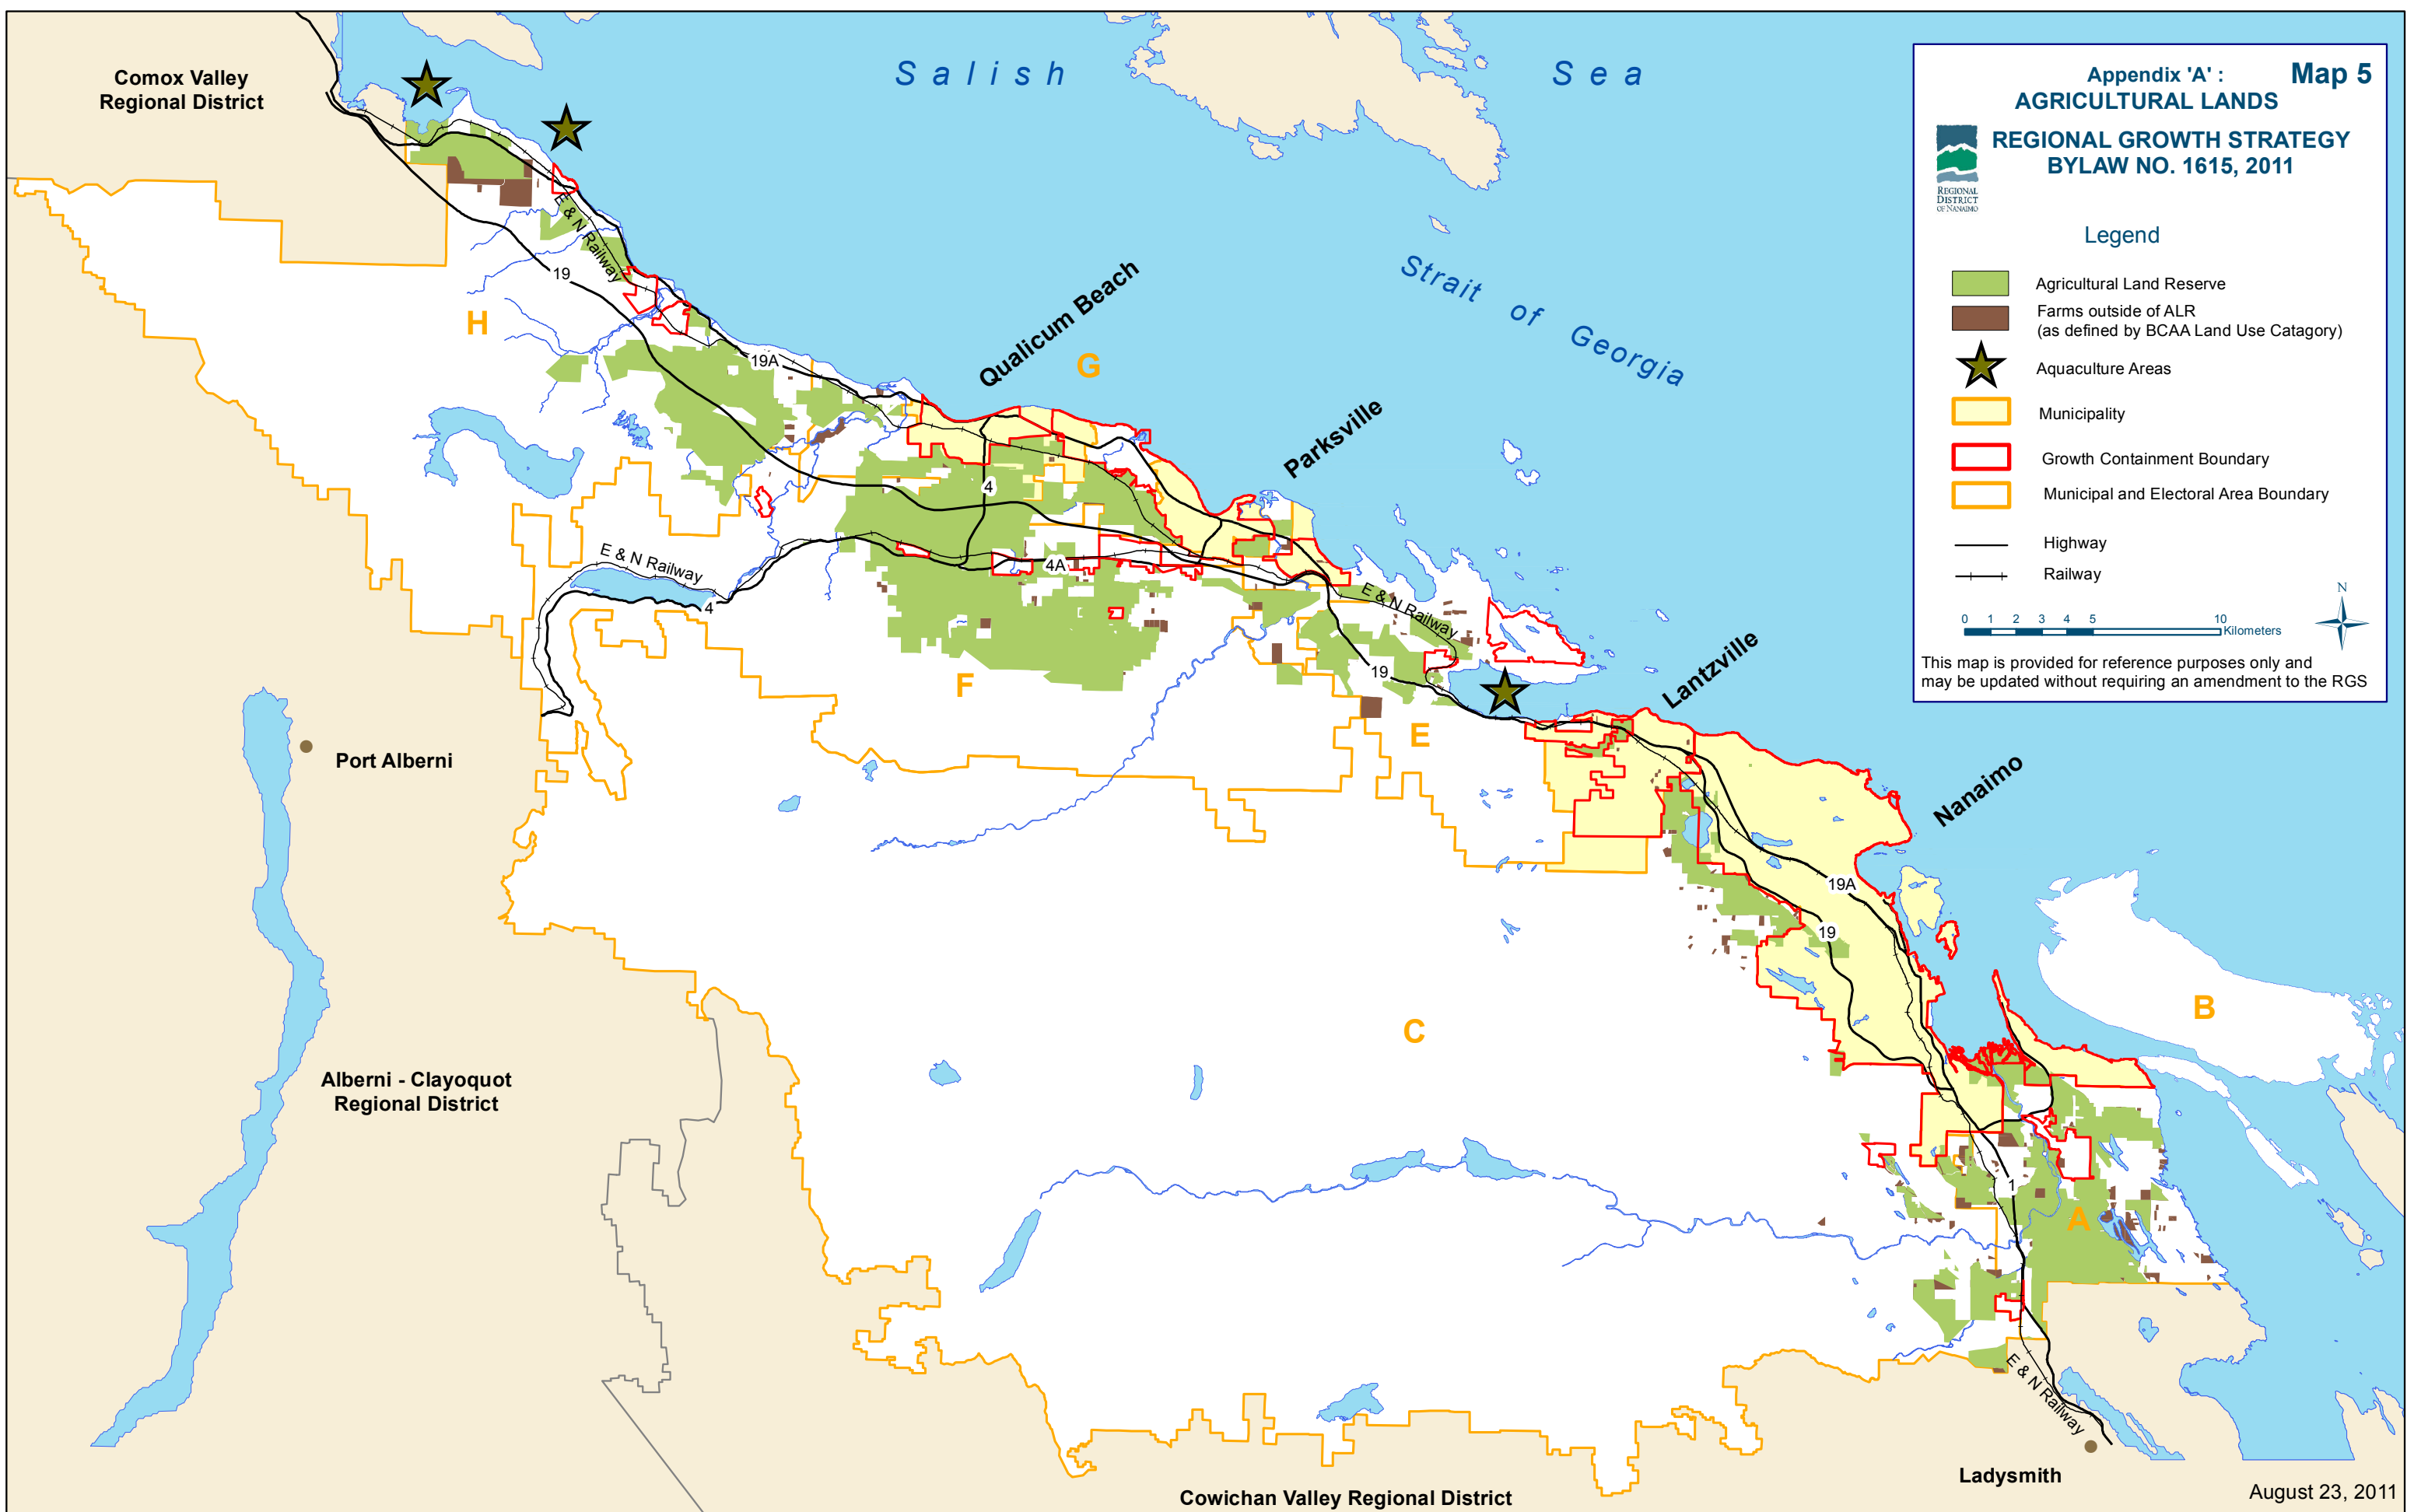 Comox Valley
Regional District
Salish Sea
Appendix 'A' :
Map 5
AGRICULTURAL LANDS
REGIONAL GROWTH STRATEGY
BYLAW NO. 1615, 2011
REGIONAL
DISTRICT
OF NANAIMO
Legend
Agricultural Land Reserve
Farms outside of ALR
(as defined by BCAA Land Use Catagory)
Aquaculture Areas
Municipality
Growth Containment Boundary
Municipal and Electoral Area Boundary
Highway
Railway
N
0 1 2 3 4 5 10
Kilometers
This map is provided for reference purposes only and
may be updated without requiring an amendment to the RGS
E & N Railway
19
H
19A
Qualicum Beach
G
Strait of Georgia
Parksville
4
4A
E & N Railway
4
E & N Railway
19
F
E
Lantzville
Nanaimo
Port Alberni
19A
19
C
B
Alberni - Clayoquot
Regional District
1
A
E & N Railway
Ladysmith
Cowichan Valley Regional District
August 23, 2011